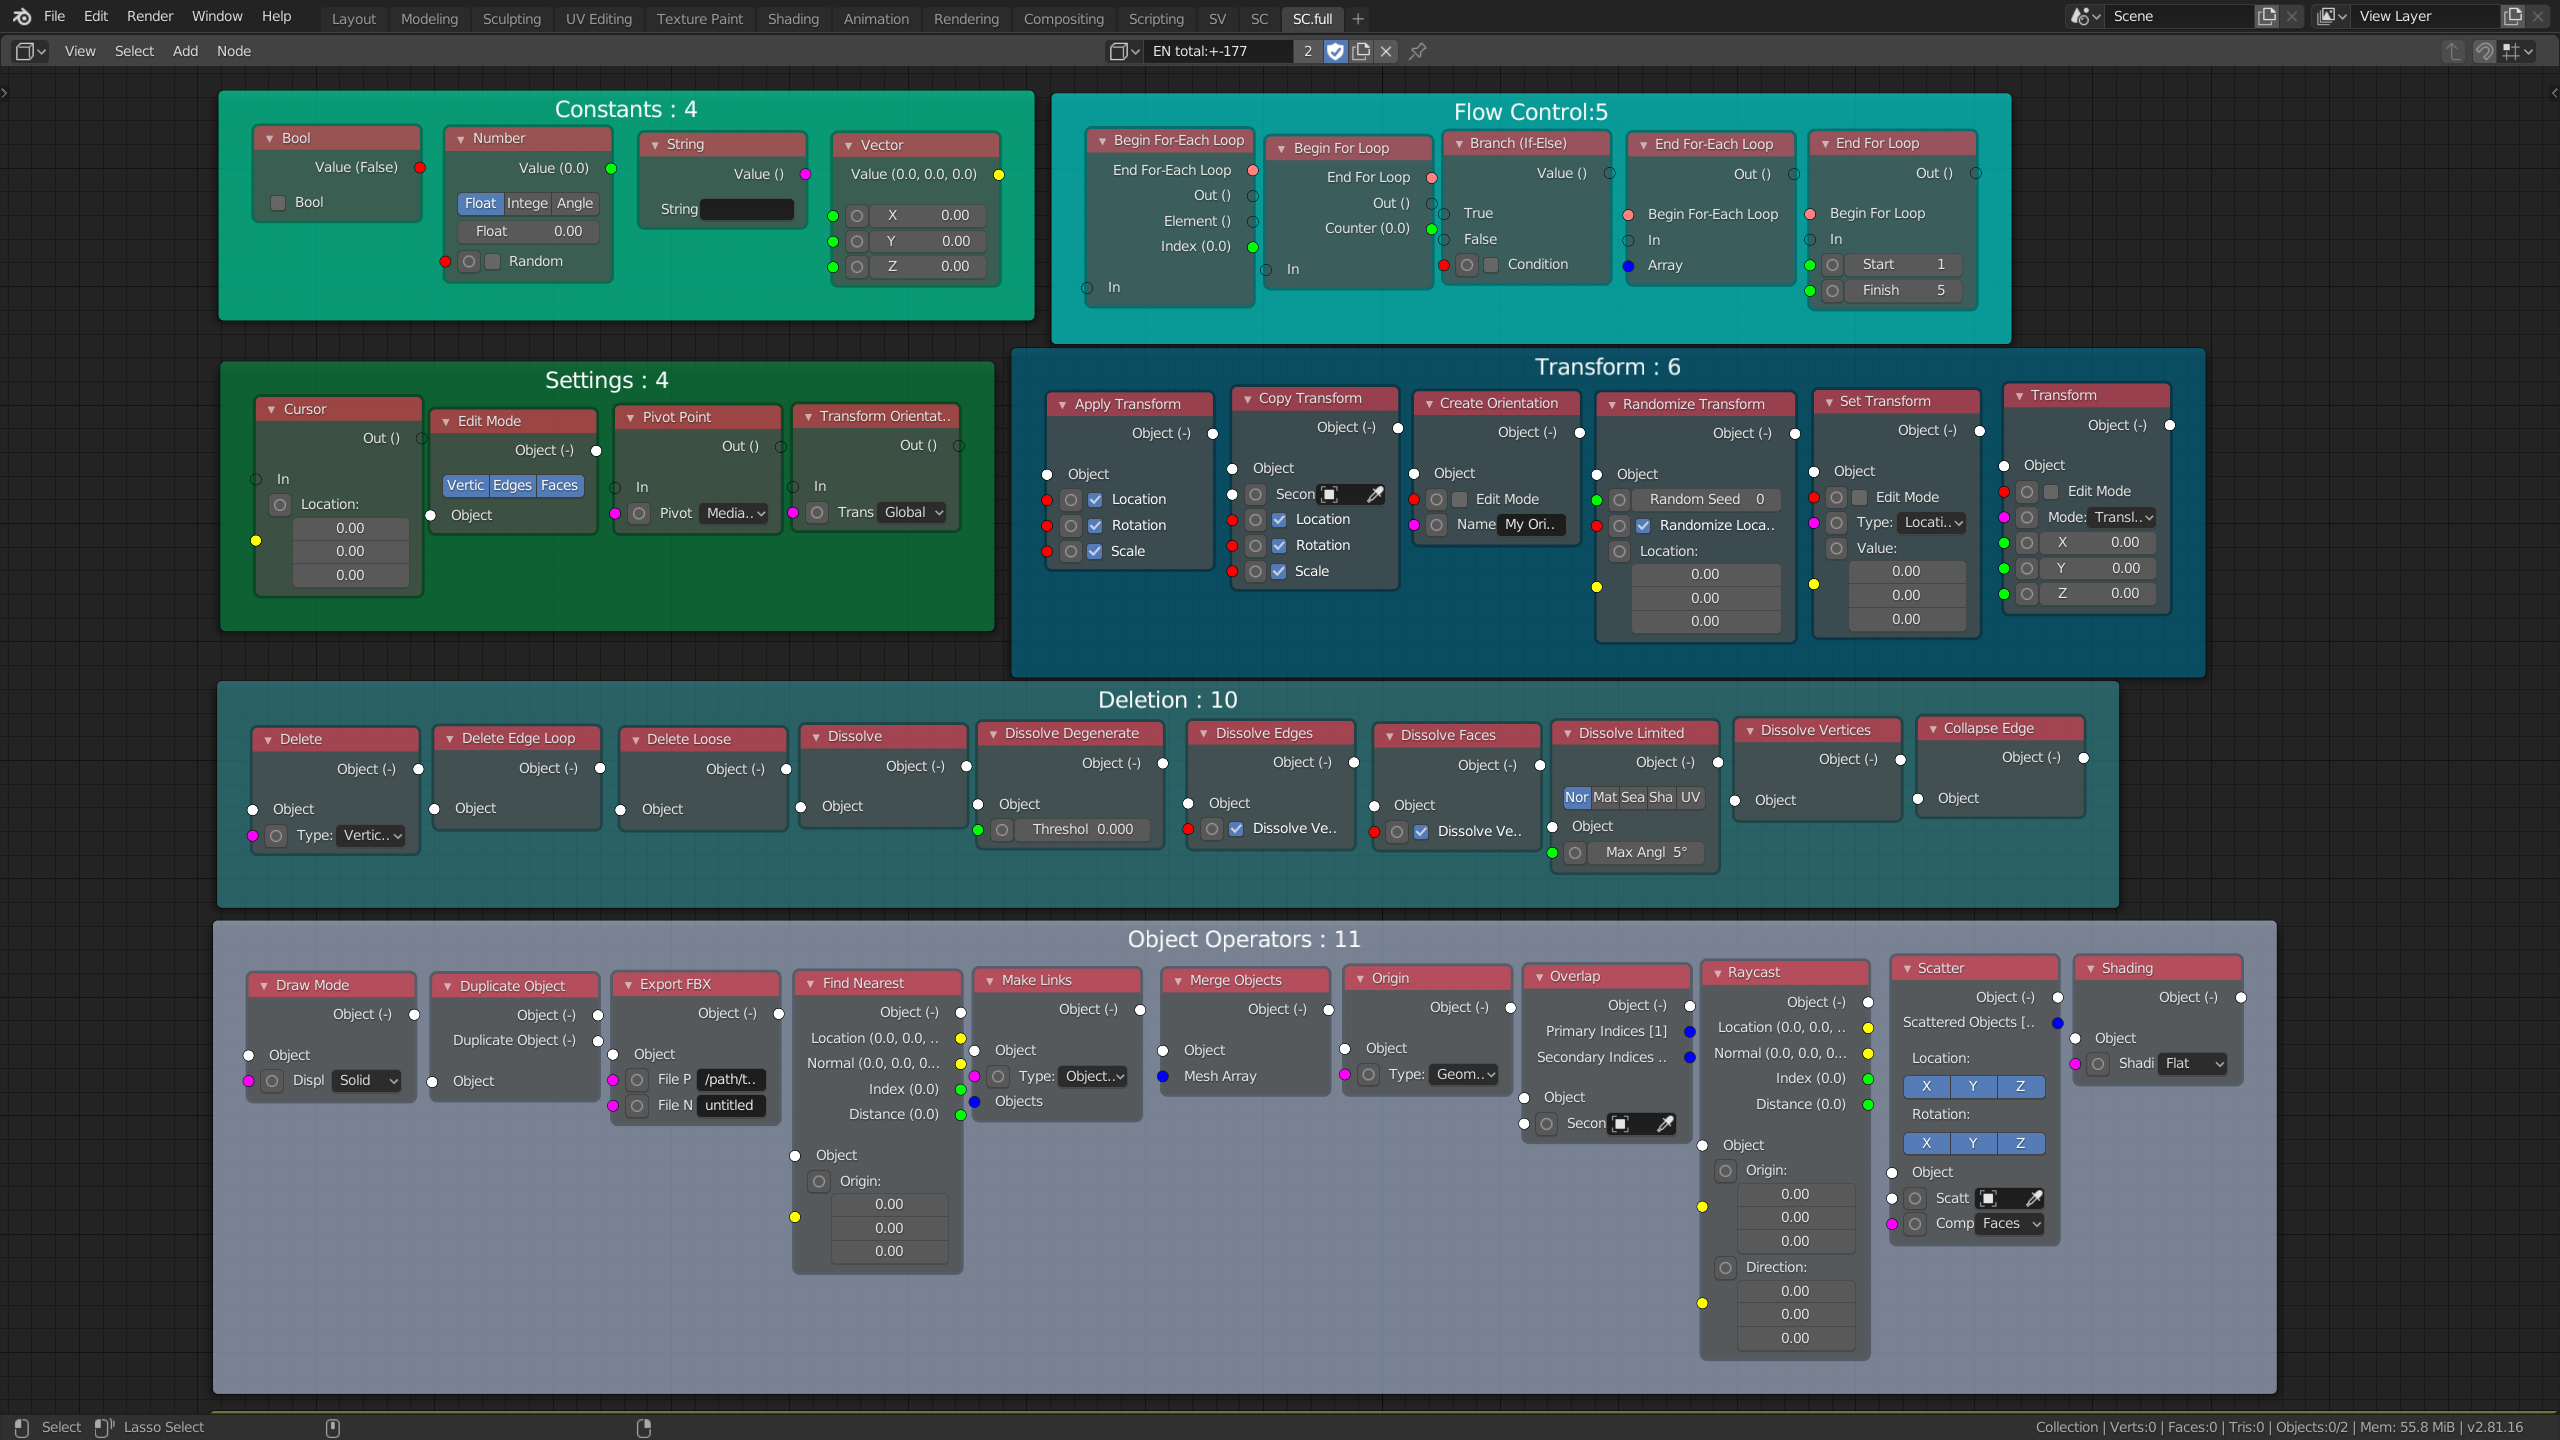 File Edit Render Window Help Layout Modeling Sculpting UV Editing Texture Paint Shading Animation Rendering Compositing Scripting SV SC SC.full + Scene View Layer
View Select Add Node EN total:+-177 2
Constants : 4
Bool
Value (False)
Bool
Number
Value (0.0)
Float Intege Angle
Float 0.00
Random
String
Value ()
String
Vector
Value (0.0, 0.0, 0.0)
X 0.00
Y 0.00
Z 0.00
Flow Control:5
Begin For-Each Loop
End For-Each Loop
Out ()
Element ()
Index (0.0)
In
Begin For Loop
End For Loop
Out ()
Counter (0.0)
In
Branch (If-Else)
Value ()
True
False
Condition
End For-Each Loop
Out ()
Begin For-Each Loop
In
Array
End For Loop
Out ()
Begin For Loop
In
Start 1
Finish 5
Settings : 4
Cursor
Out ()
In
Location:
0.00
0.00
0.00
Edit Mode
Object (-)
Vertic Edges Faces
Object
Pivot Point
Out ()
In
Pivot Media..
Transform Orientat..
Out ()
In
Trans Global
Transform : 6
Apply Transform
Object (-)
Object
Location
Rotation
Scale
Copy Transform
Object (-)
Object
Secon
Location
Rotation
Scale
Create Orientation
Object (-)
Object
Edit Mode
Name My Ori..
Randomize Transform
Object (-)
Object
Random Seed 0
Randomize Loca..
Location:
0.00
0.00
0.00
Set Transform
Object (-)
Object
Edit Mode
Type: Locati..
Value:
0.00
0.00
0.00
Transform
Object (-)
Object
Edit Mode
Mode: Transl..
X 0.00
Y 0.00
Z 0.00
Deletion : 10
Delete
Object (-)
Object
Type: Vertic..
Delete Edge Loop
Object (-)
Object
Delete Loose
Object (-)
Object
Dissolve
Object (-)
Object
Dissolve Degenerate
Object (-)
Object
Threshol 0.000
Dissolve Edges
Object (-)
Object
Dissolve Ve..
Dissolve Faces
Object (-)
Object
Dissolve Ve..
Dissolve Limited
Object (-)
Nor Mat Sea Sha UV
Object
Max Angl 5°
Dissolve Vertices
Object (-)
Object
Collapse Edge
Object (-)
Object
Object Operators : 11
Draw Mode
Object (-)
Object
Displ Solid
Duplicate Object
Object (-)
Duplicate Object (-)
Object
Export FBX
Object (-)
Object
File P /path/t..
File N untitled
Find Nearest
Object (-)
Location (0.0, 0.0, ..
Normal (0.0, 0.0, 0...
Index (0.0)
Distance (0.0)
Object
Origin:
0.00
0.00
0.00
Make Links
Object (-)
Object
Type: Object..
Objects
Merge Objects
Object (-)
Object
Mesh Array
Origin
Object (-)
Object
Type: Geom..
Overlap
Object (-)
Primary Indices [1]
Secondary Indices ..
Object
Secon
Raycast
Object (-)
Location (0.0, 0.0, ..
Normal (0.0, 0.0, 0...
Index (0.0)
Distance (0.0)
Object
Origin:
0.00
0.00
0.00
Direction:
0.00
0.00
0.00
Scatter
Object (-)
Scattered Objects [..
Location:
X Y Z
Rotation:
X Y Z
Object
Scatt
Comp Faces
Shading
Object (-)
Object
Shadi Flat
Select Lasso Select Collection | Verts:0 | Faces:0 | Tris:0 | Objects:0/2 | Mem: 55.8 MiB | v2.81.16